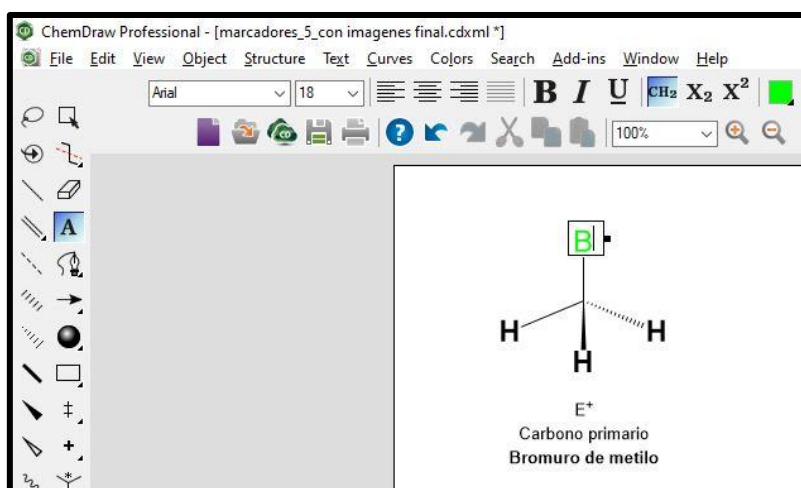 ChemDraw Professional - [marcadores_5_con imagenes final.cdxml *]
File Edit View Object Structure Text Curves Colors Search Add-ins Window Help
Arial 18 B I U CH₂ X₂ X²
100%
A
B
H H
H
E⁺
Carbono primario
Bromuro de metilo